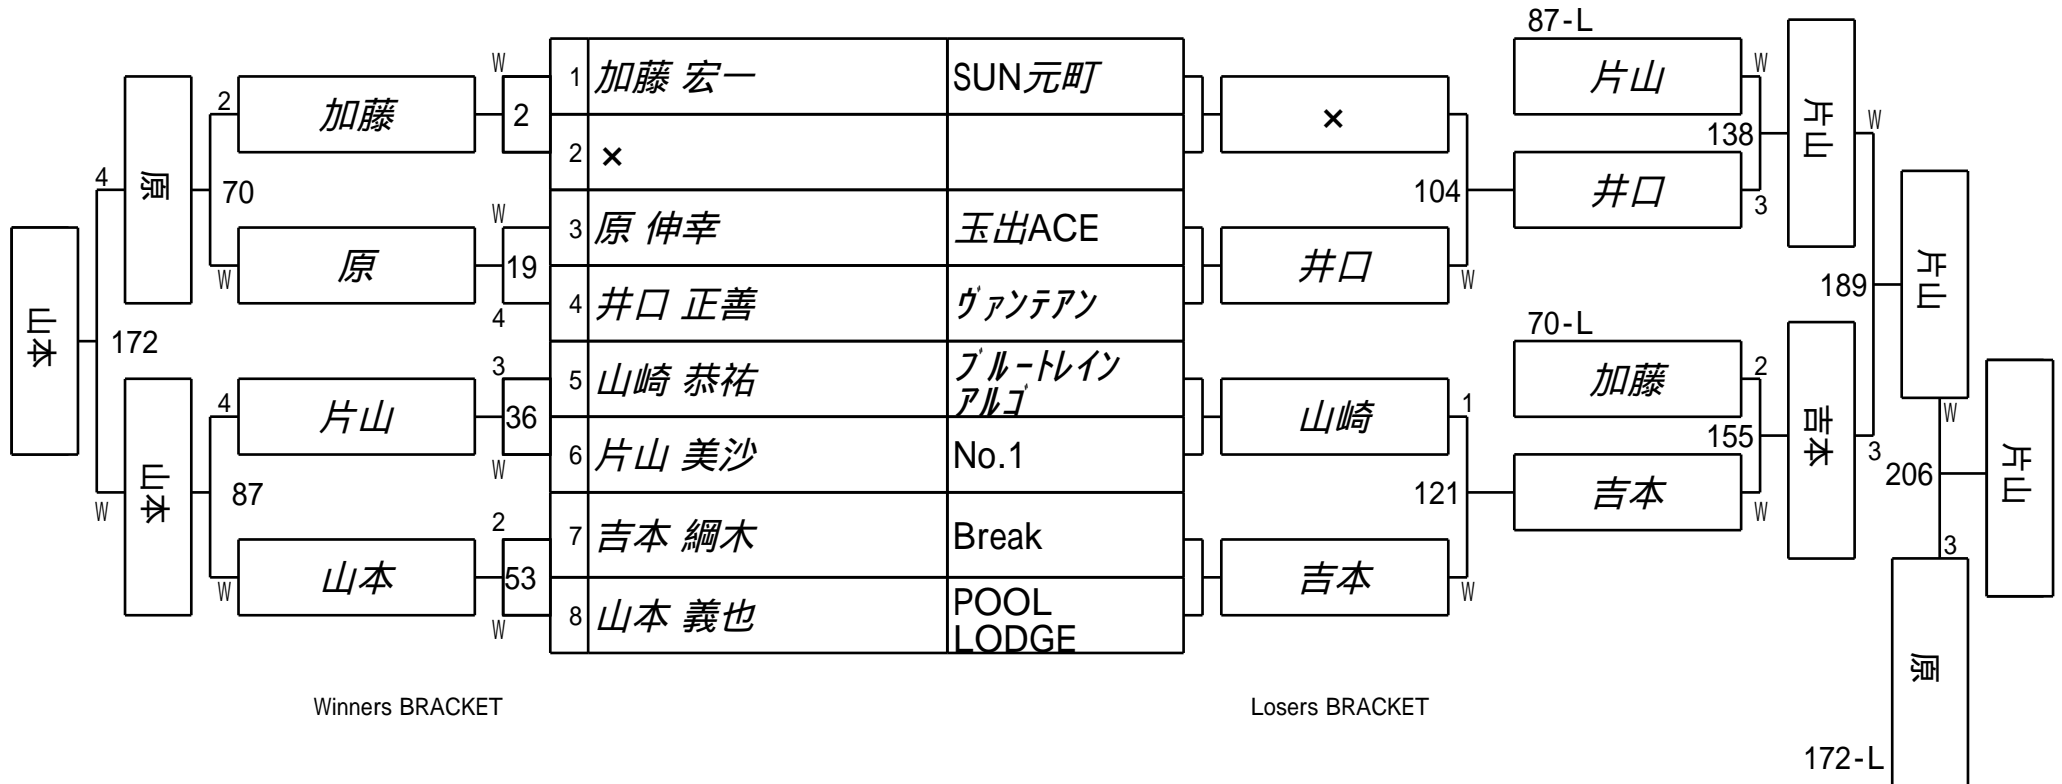 87-L
W
1 加藤 宏一 SUN元町
片山
W
2
加藤
2
×
片山
W
2 ×
138
4
原
70
W
104
井口
3
3 原 伸幸 玉出ACE
原
19
井口
片山
W
W
4
4 井口 正善 ヴァンテアン
189
山本
172
70-L
3
5 山崎 恭祐 ブルートレイン
アルゴ
加藤
2
4
片山
36
山崎
1
吉本
W
W
6 片山 美沙 No.1
155
3
片山
山本
87
121
吉本
206
W
2
7 吉本 綱木 Break
W
山本
53
吉本
3
W
W
W
8 山本 義也 POOL
LODGE
原
Winners BRACKET
Losers BRACKET
172-L